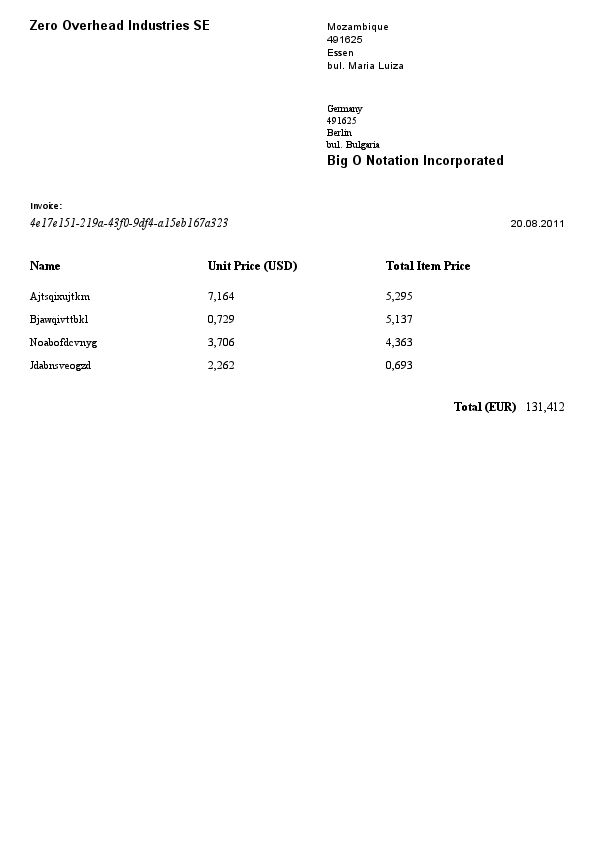 Zero Overhead Industries SE
Mozambique
491625
Essen
bul. Maria Luiza
Germany
491625
Berlin
bul. Bulgaria
Big O Notation Incorporated
Invoice:
4e17e151-219a-43f0-9df4-a15eb167a323 20.08.2011
Name Unit Price (USD) Total Item Price
Ajtsqixujtkm 7,164 5,295
Bjawqivttbkl 0,729 5,137
Noabofdcvnyg 3,706 4,363
Jdabnsveogzd 2,262 0,693
Total (EUR) 131,412